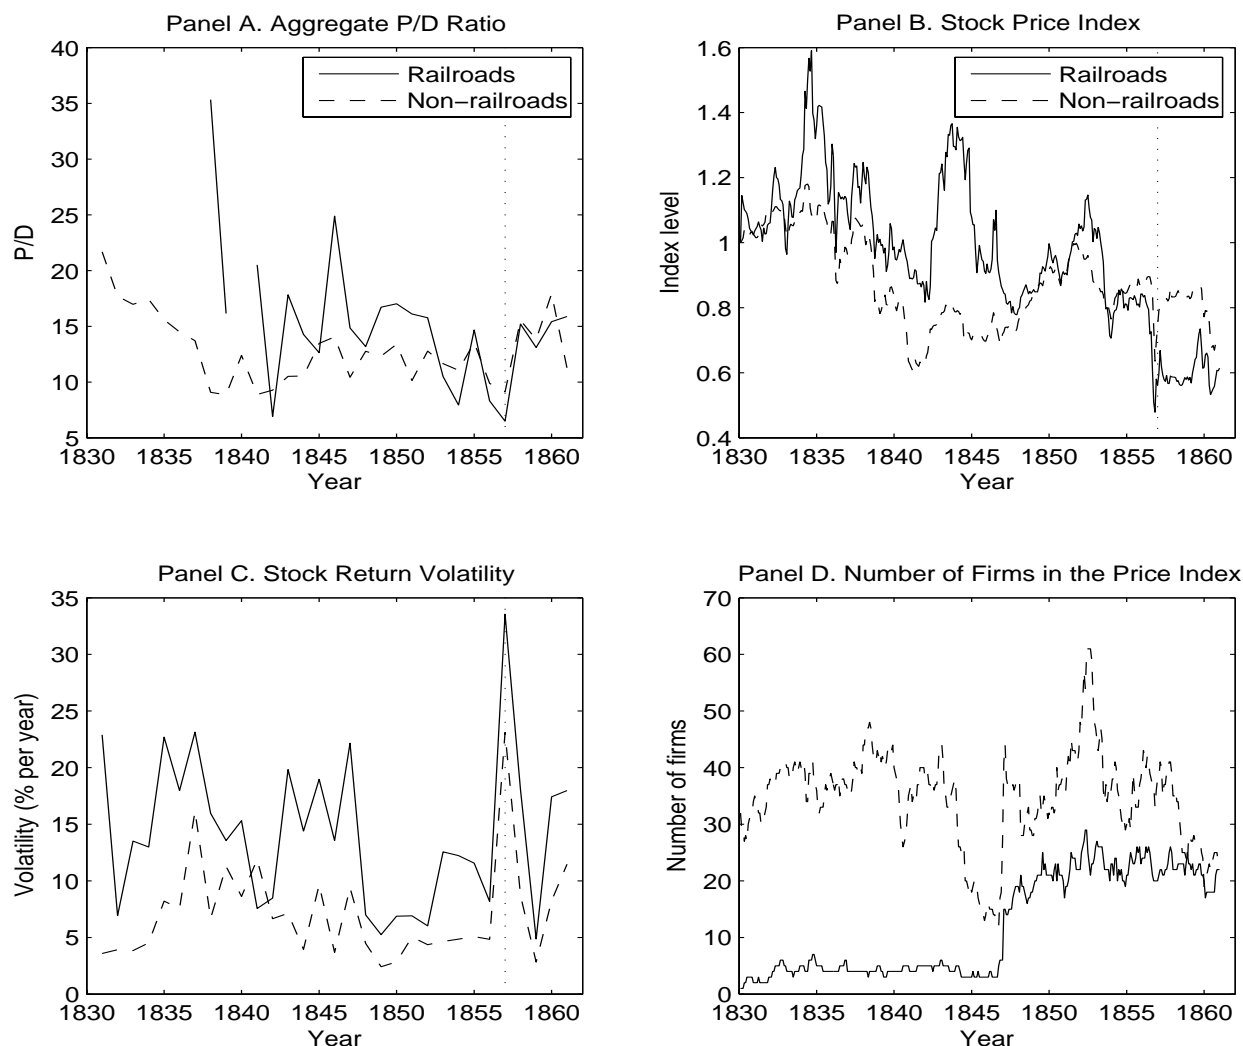 Panel A. Aggregate P/D Ratio
40
35
30
25
20
15
10
5
P/D
Railroads
Non−railroads
1830 1835 1840 1845 1850 1855 1860
Year
Panel B. Stock Price Index
1.6
1.4
1.2
1
0.8
0.6
0.4
Index level
Railroads
Non−railroads
1830 1835 1840 1845 1850 1855 1860
Year
Panel C. Stock Return Volatility
35
30
25
20
15
10
5
0
Volatility (% per year)
1830 1835 1840 1845 1850 1855 1860
Year
Panel D. Number of Firms in the Price Index
70
60
50
40
30
20
10
0
Number of firms
1830 1835 1840 1845 1850 1855 1860
Year